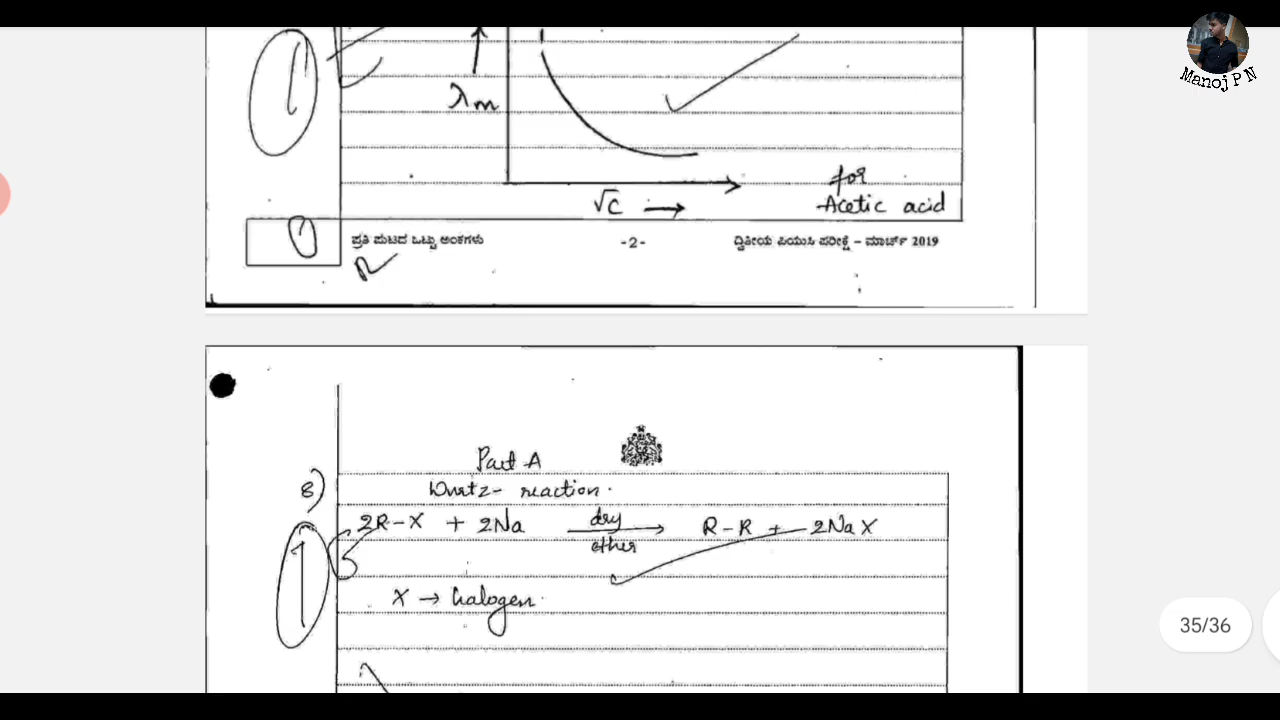 Manoj P N
λm
√C →
for
Acetic acid
ಪ್ರತಿ ಪುಟದ ಒಟ್ಟು ಅಂಕಗಳು
-2-
ದ್ವಿತೀಯ ಪಿಯುಸಿ ಪರೀಕ್ಷೆ – ಮಾರ್ಚ್ 2019
Part A
8)
Wurtz- reaction.
2R-X + 2Na dry ether → R-R + 2NaX
1
X → halogen.
35/36